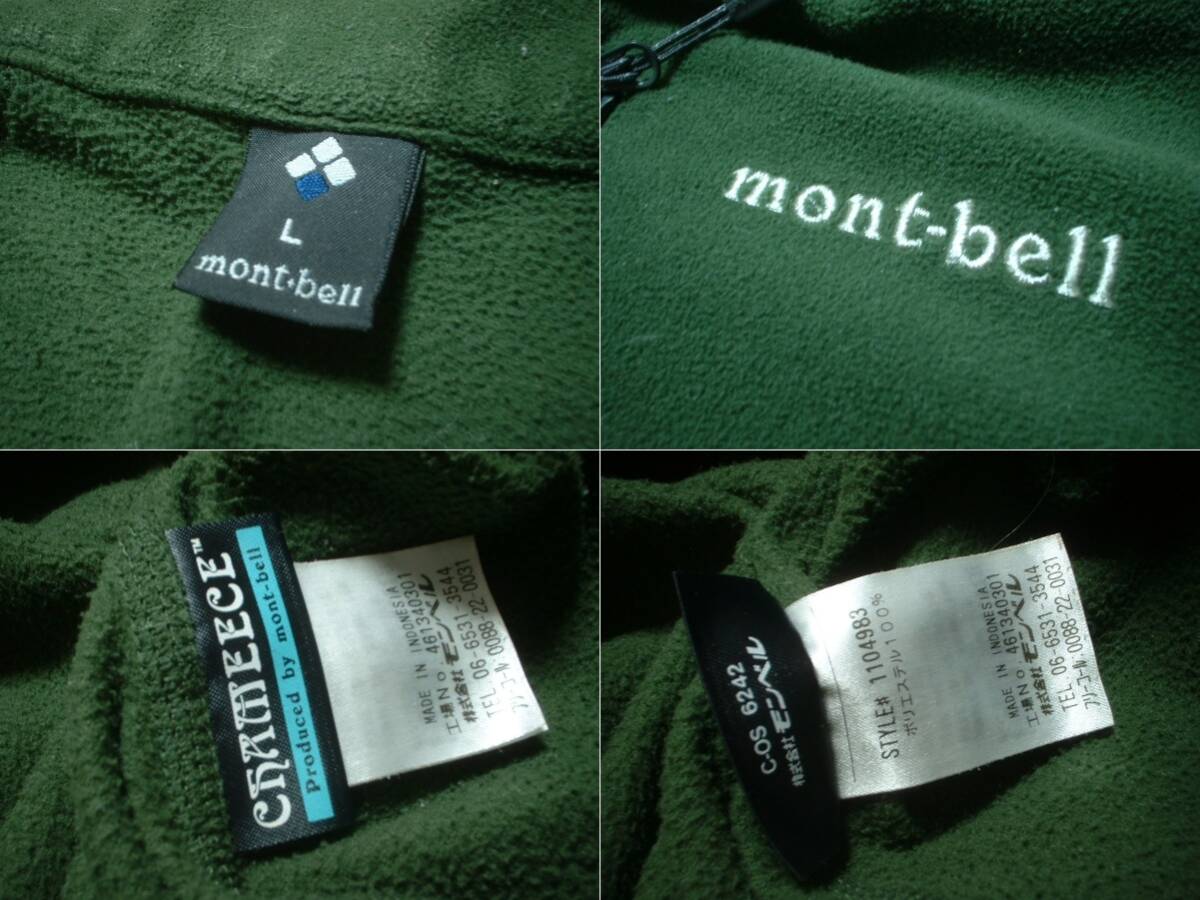 L
mont·bell
mont-bell
CHAMEECE™
Produced by mont-bell
MADE IN INDONESIA
工場No. 461340301
株式会社 モンベル
TEL 06-6531-3544
フリーコール:0088-22-0031
C-OS 6242
株式会社 モンベル
STYLE# 1104983
ポリエステル100%
MADE IN INDONESIA
工場No. 461340301
株式会社 モンベル
TEL 06-6531-3544
フリーコール:0088-22-0031